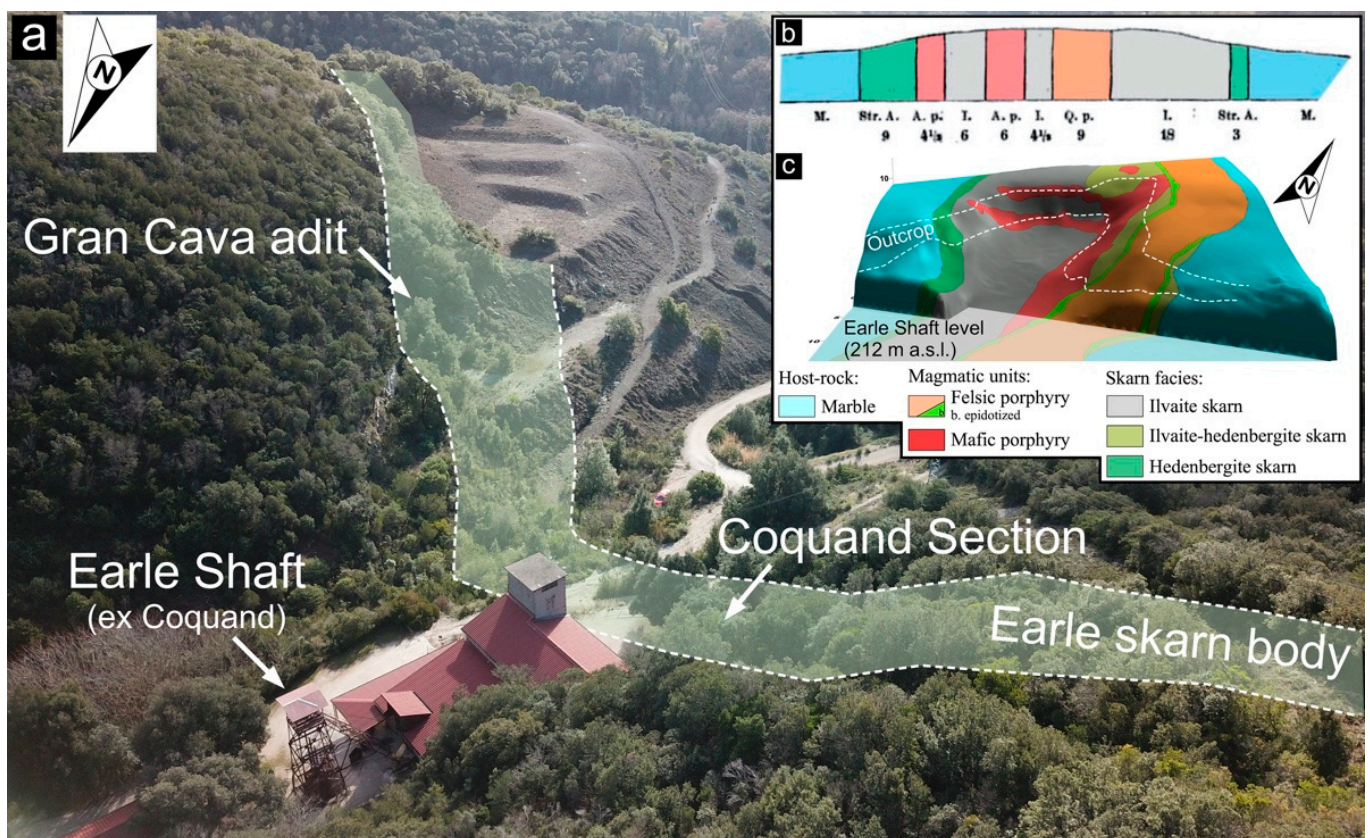 a
N
Gran Cava adit
Earle Shaft
(ex Coquand)
Coquand Section
Earle skarn body
b
M. Str. A. A. p. I. A. p. I. Q. p. I. Str. A. M.
9 4½ 6 6 4½ 9 18 3
c
10
N
Outcrop
Earle Shaft level
(212 m a.s.l.)
Host-rock:
Marble
Magmatic units:
Felsic porphyry
b
b. epidotized
Mafic porphyry
Skarn facies:
Ilvaite skarn
Ilvaite-hedenbergite skarn
Hedenbergite skarn